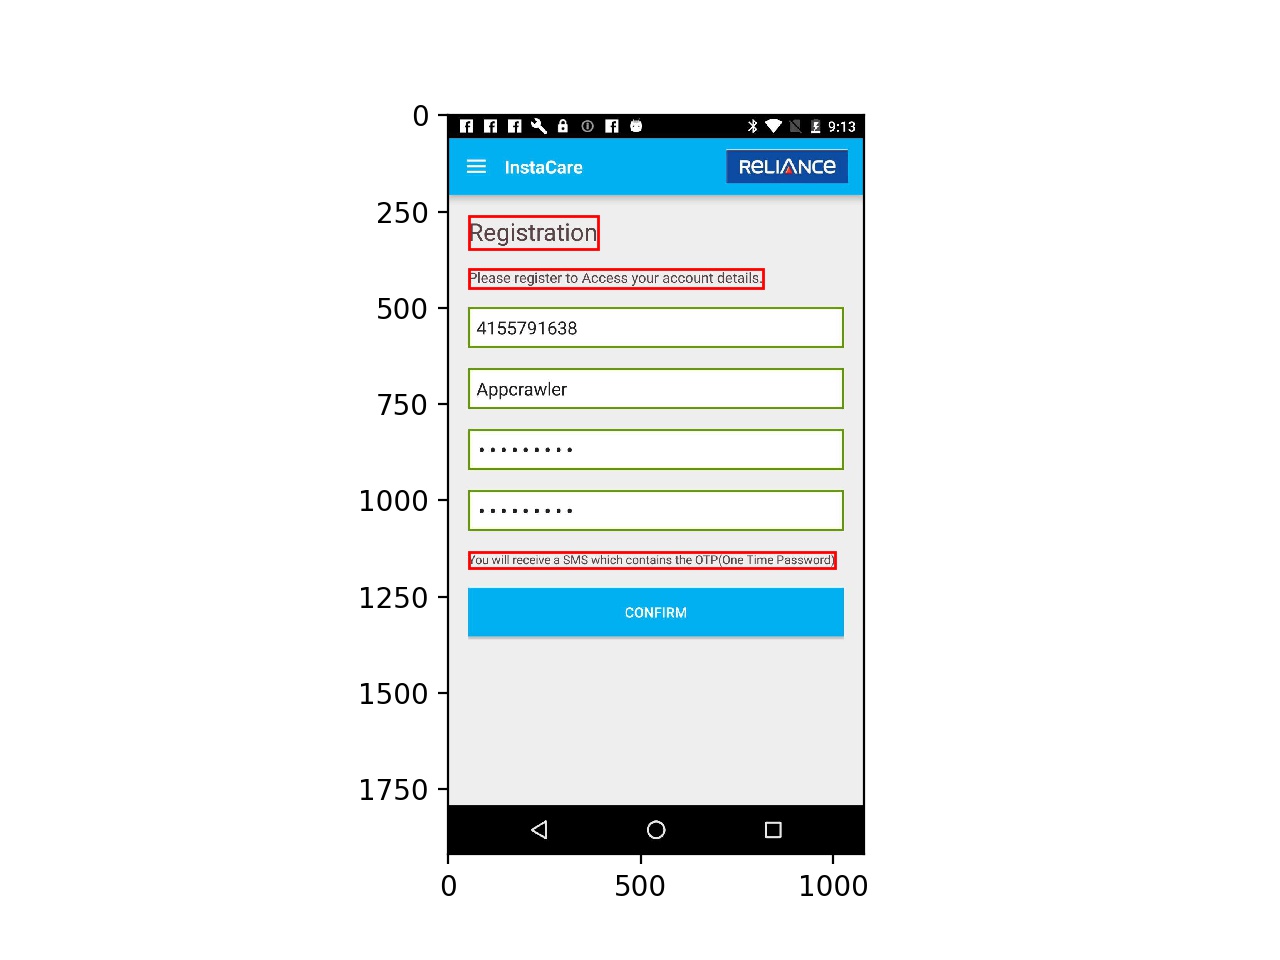 0
9:13
InstaCare
RELIANCE
250
Registration
Please register to Access your account details.
500
4155791638
750
Appcrawler
•••••••••
1000
•••••••••
You will receive a SMS which contains the OTP(One Time Password)
1250
CONFIRM
1500
1750
0
500
1000